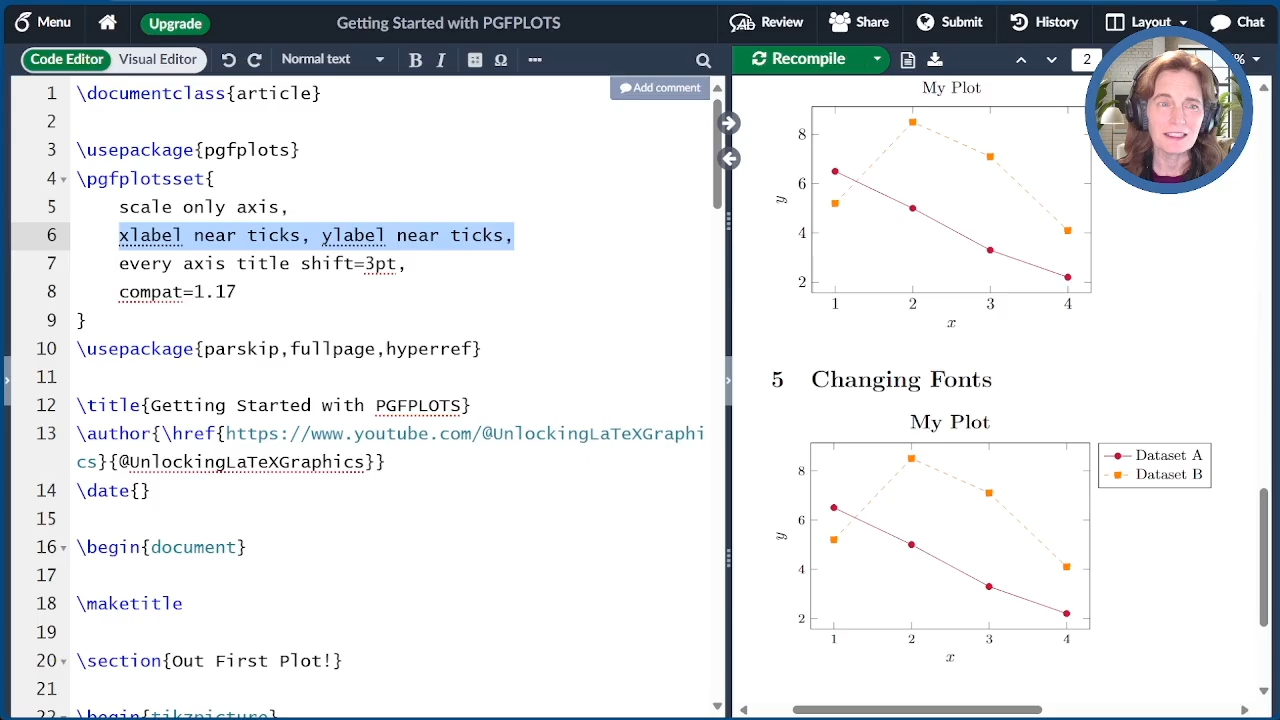 Menu Upgrade Getting Started with PGFPLOTS Review Share Submit History Layout Chat
Code Editor Visual Editor Normal text B I Ω Recompile 2 %
Add comment
1 \documentclass{article}
2
3 \usepackage{pgfplots}
4 \pgfplotsset{
5 scale only axis,
6 xlabel near ticks, ylabel near ticks,
7 every axis title shift=3pt,
8 compat=1.17
9 }
10 \usepackage{parskip,fullpage,hyperref}
11
12 \title{Getting Started with PGFPLOTS}
13 \author{\href{https://www.youtube.com/@UnlockingLaTeXGraphi
cs}{@UnlockingLaTeXGraphics}}
14 \date{}
15
16 \begin{document}
17
18 \maketitle
19
20 \section{Out First Plot!}
21
22 \begin{tikzpicture}
My Plot
8
6
4
2
y
1 2 3 4
x
5 Changing Fonts
My Plot
8
6
4
2
y
1 2 3 4
x
Dataset A
Dataset B